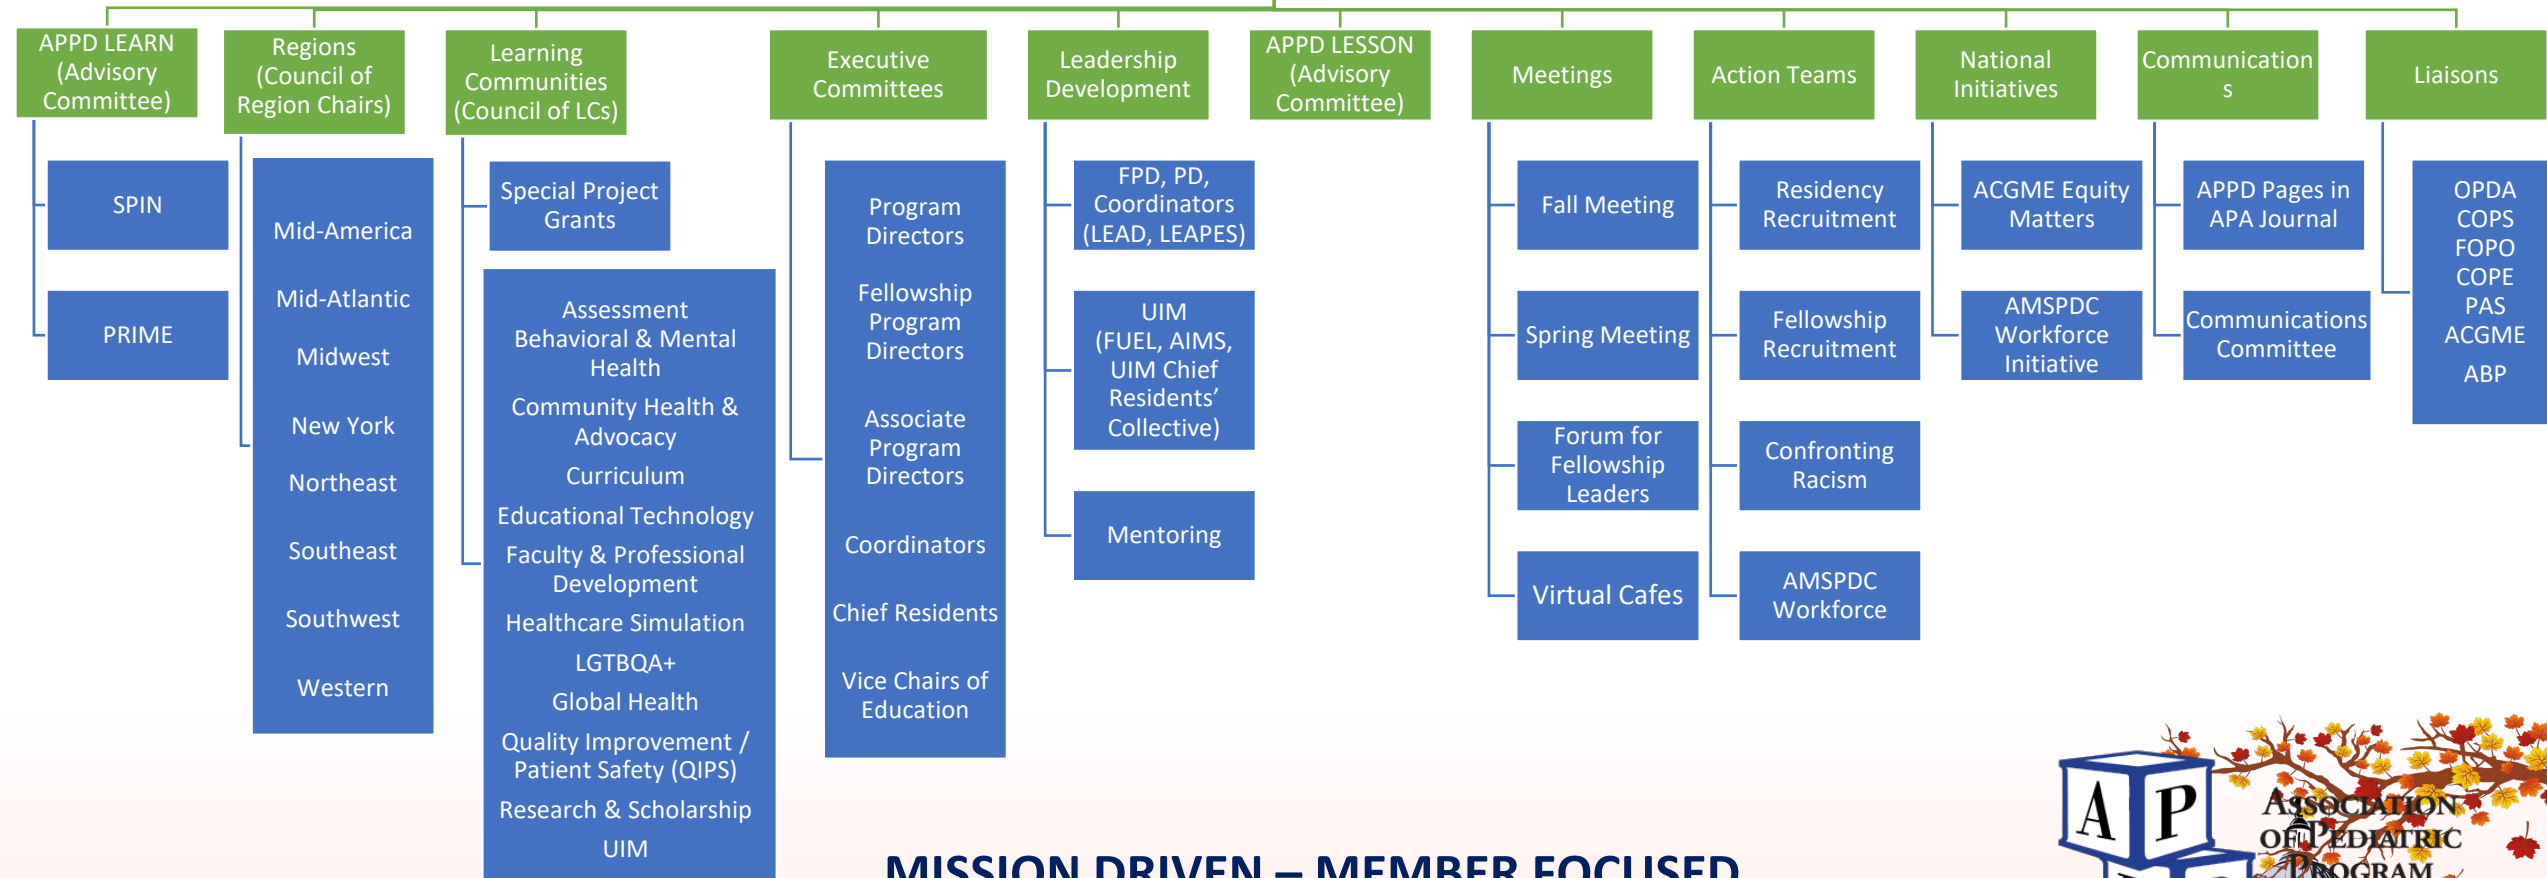 APPD LEARN
(Advisory
Committee)
SPIN
PRIME
Regions
(Council of
Region Chairs)
Mid-America
Mid-Atlantic
Midwest
New York
Northeast
Southeast
Southwest
Western
Learning
Communities
(Council of LCs)
Special Project
Grants
Assessment
Behavioral & Mental
Health
Community Health &
Advocacy
Curriculum
Educational Technology
Faculty & Professional
Development
Healthcare Simulation
LGTBQA+
Global Health
Quality Improvement /
Patient Safety (QIPS)
Research & Scholarship
UIM
Executive
Committees
Program
Directors
Fellowship
Program
Directors
Associate
Program
Directors
Coordinators
Chief Residents
Vice Chairs of
Education
Leadership
Development
FPD, PD,
Coordinators
(LEAD, LEAPES)
UIM
(FUEL, AIMS,
UIM Chief
Residents’
Collective)
Mentoring
APPD LESSON
(Advisory
Committee)
Meetings
Fall Meeting
Spring Meeting
Forum for
Fellowship
Leaders
Virtual Cafes
Action Teams
Residency
Recruitment
Fellowship
Recruitment
Confronting
Racism
AMSPDC
Workforce
National
Initiatives
ACGME Equity
Matters
AMSPDC
Workforce
Initiative
Communication
s
APPD Pages in
APA Journal
Communications
Committee
Liaisons
OPDA
COPS
FOPO
COPE
PAS
ACGME
ABP
MISSION DRIVEN – MEMBER FOCUSED
A P
ASSOCIATION
OF PEDIATRIC
PROGRAM